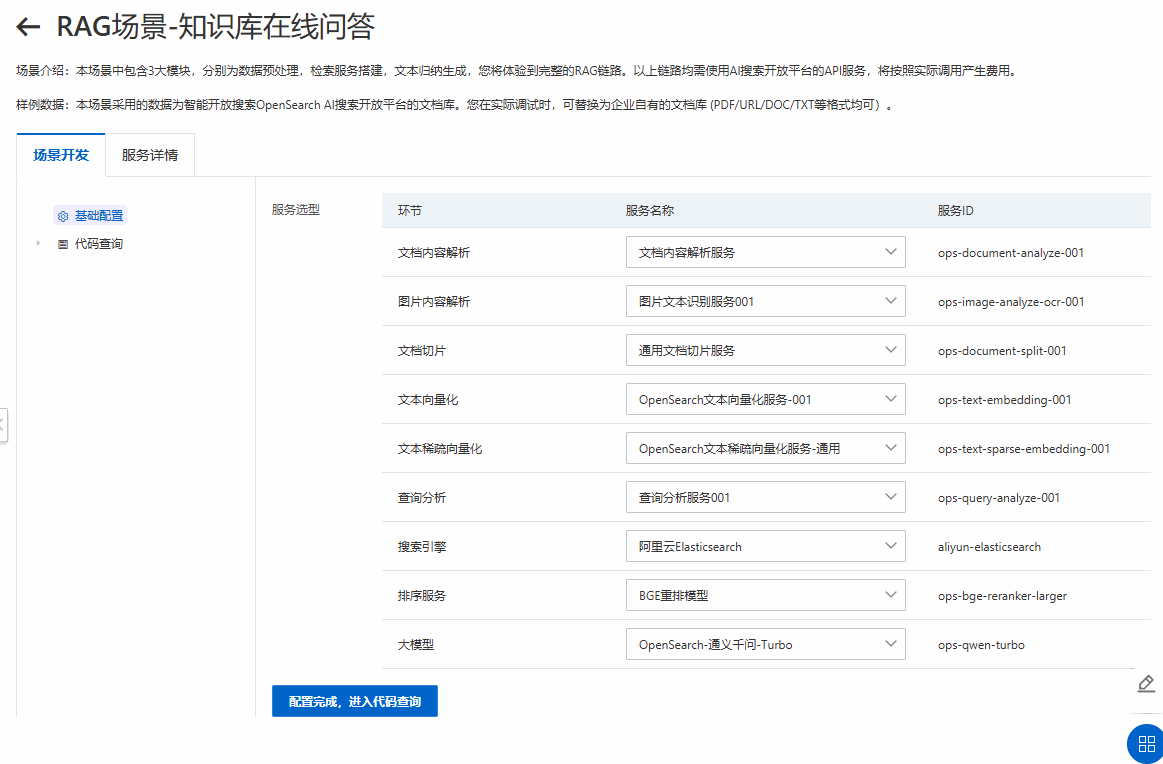 RAG场景-知识库在线问答
场景介绍：本场景中包含3大模块，分别为数据预处理，检索服务搭建，文本归纳生成，您将体验到完整的RAG链路。以上链路均需使用AI搜索开放平台的API服务，将按照实际调用产生费用。
样例数据：本场景采用的数据为智能开放搜索OpenSearch AI搜索开放平台的文档库。您在实际调试时，可替换为企业自有的文档库 (PDF/URL/DOC/TXT等格式均可）。
场景开发 服务详情
基础配置
代码查询
服务选型
环节 服务名称 服务ID
文档内容解析 文档内容解析服务 ops-document-analyze-001
图片内容解析 图片文本识别服务001 ops-image-analyze-ocr-001
文档切片 通用文档切片服务 ops-document-split-001
文本向量化 OpenSearch文本向量化服务-001 ops-text-embedding-001
文本稀疏向量化 OpenSearch文本稀疏向量化服务-通用 ops-text-sparse-embedding-001
查询分析 查询分析服务001 ops-query-analyze-001
搜索引擎 阿里云Elasticsearch aliyun-elasticsearch
排序服务 BGE重排模型 ops-bge-reranker-larger
大模型 OpenSearch-通义千问-Turbo ops-qwen-turbo
配置完成，进入代码查询